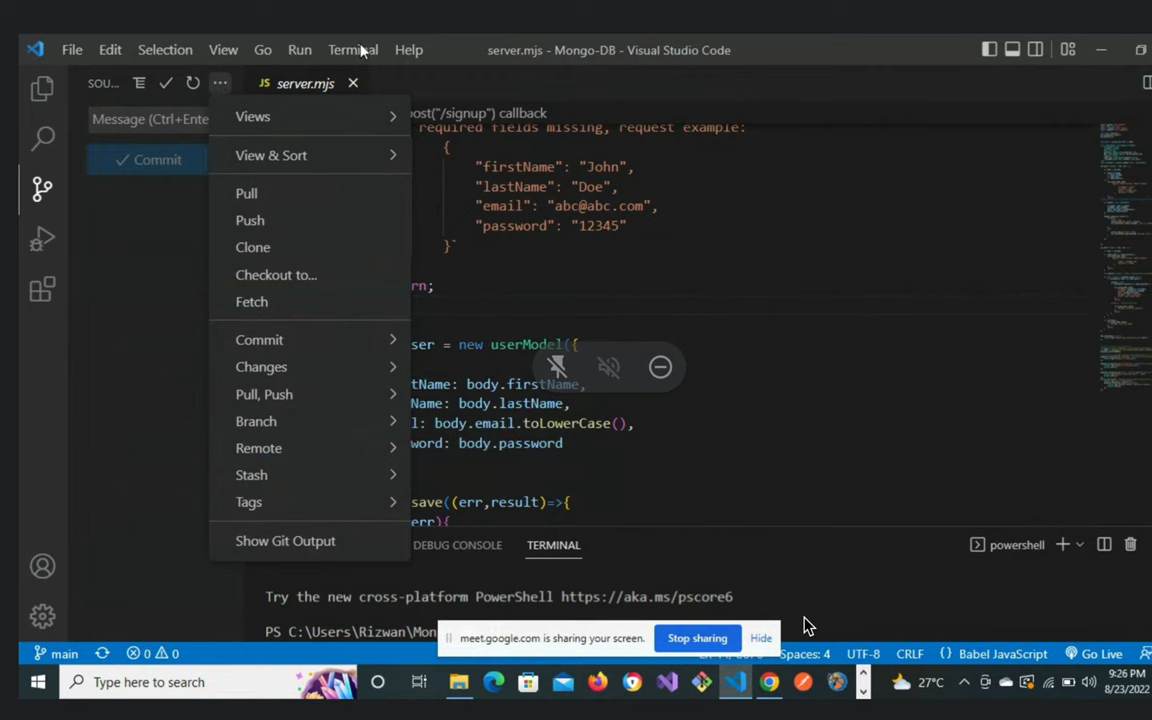 File Edit Selection View Go Run Terminal Help server.mjs - Mongo-DB - Visual Studio Code
SOU... ··· JS server.mjs
Message (Ctrl+Ente
Commit
post("/signup") callback
required fields missing, request example:
{
"firstName": "John",
"lastName": "Doe",
"email": "abc@abc.com",
"password": "12345"
}`
rn;
ser = new userModel({
tName: body.firstName,
Name: body.lastName,
l: body.email.toLowerCase(),
word: body.password
save((err,result)=>{
err){
Views
View & Sort
Pull
Push
Clone
Checkout to...
Fetch
Commit
Changes
Pull, Push
Branch
Remote
Stash
Tags
Show Git Output
DEBUG CONSOLE TERMINAL powershell
Try the new cross-platform PowerShell https://aka.ms/pscore6
PS C:\Users\Rizwan\Mon
meet.google.com is sharing your screen. Stop sharing Hide
main 0 0 Spaces: 4 UTF-8 CRLF {} Babel JavaScript Go Live
Type here to search 27°C 9:26 PM
8/23/2022